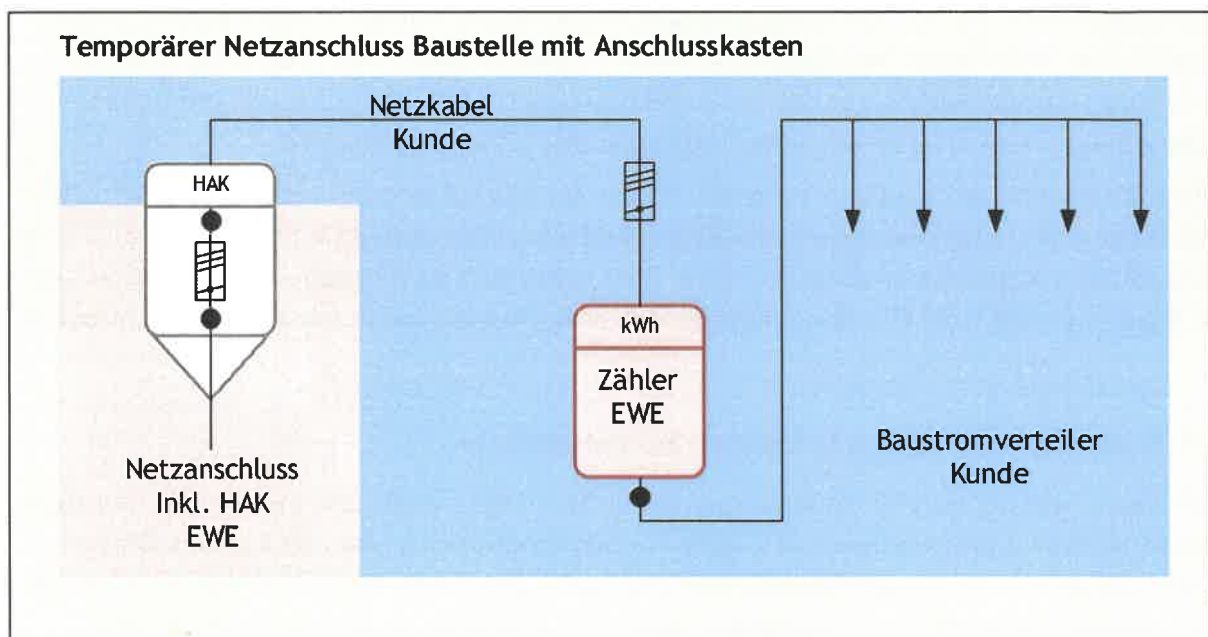 Temporärer Netzanschluss Baustelle mit Anschlusskasten
Netzkabel
Kunde
HAK
kWh
Zähler
EWE
Netzanschluss
Inkl. HAK
EWE
Baustromverteiler
Kunde